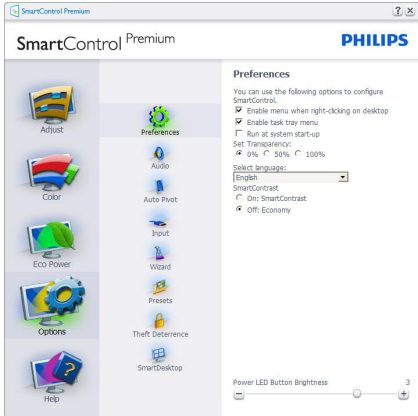 SmartControl Premium
SmartControl Premium
PHILIPS
Adjust
Color
Eco Power
Options
Help
Preferences
Audio
Auto Pivot
Input
Wizard
Presets
Theft Deterrence
SmartDesktop
Preferences
You can use the following options to configure
SmartControl.
Enable menu when right-clicking on desktop
Enable task tray menu
Run at system start-up
Set Transparency:
0% 50% 100%
Select language:
English
SmartContrast
On: SmartContrast
Off: Economy
Power LED Button Brightness 3